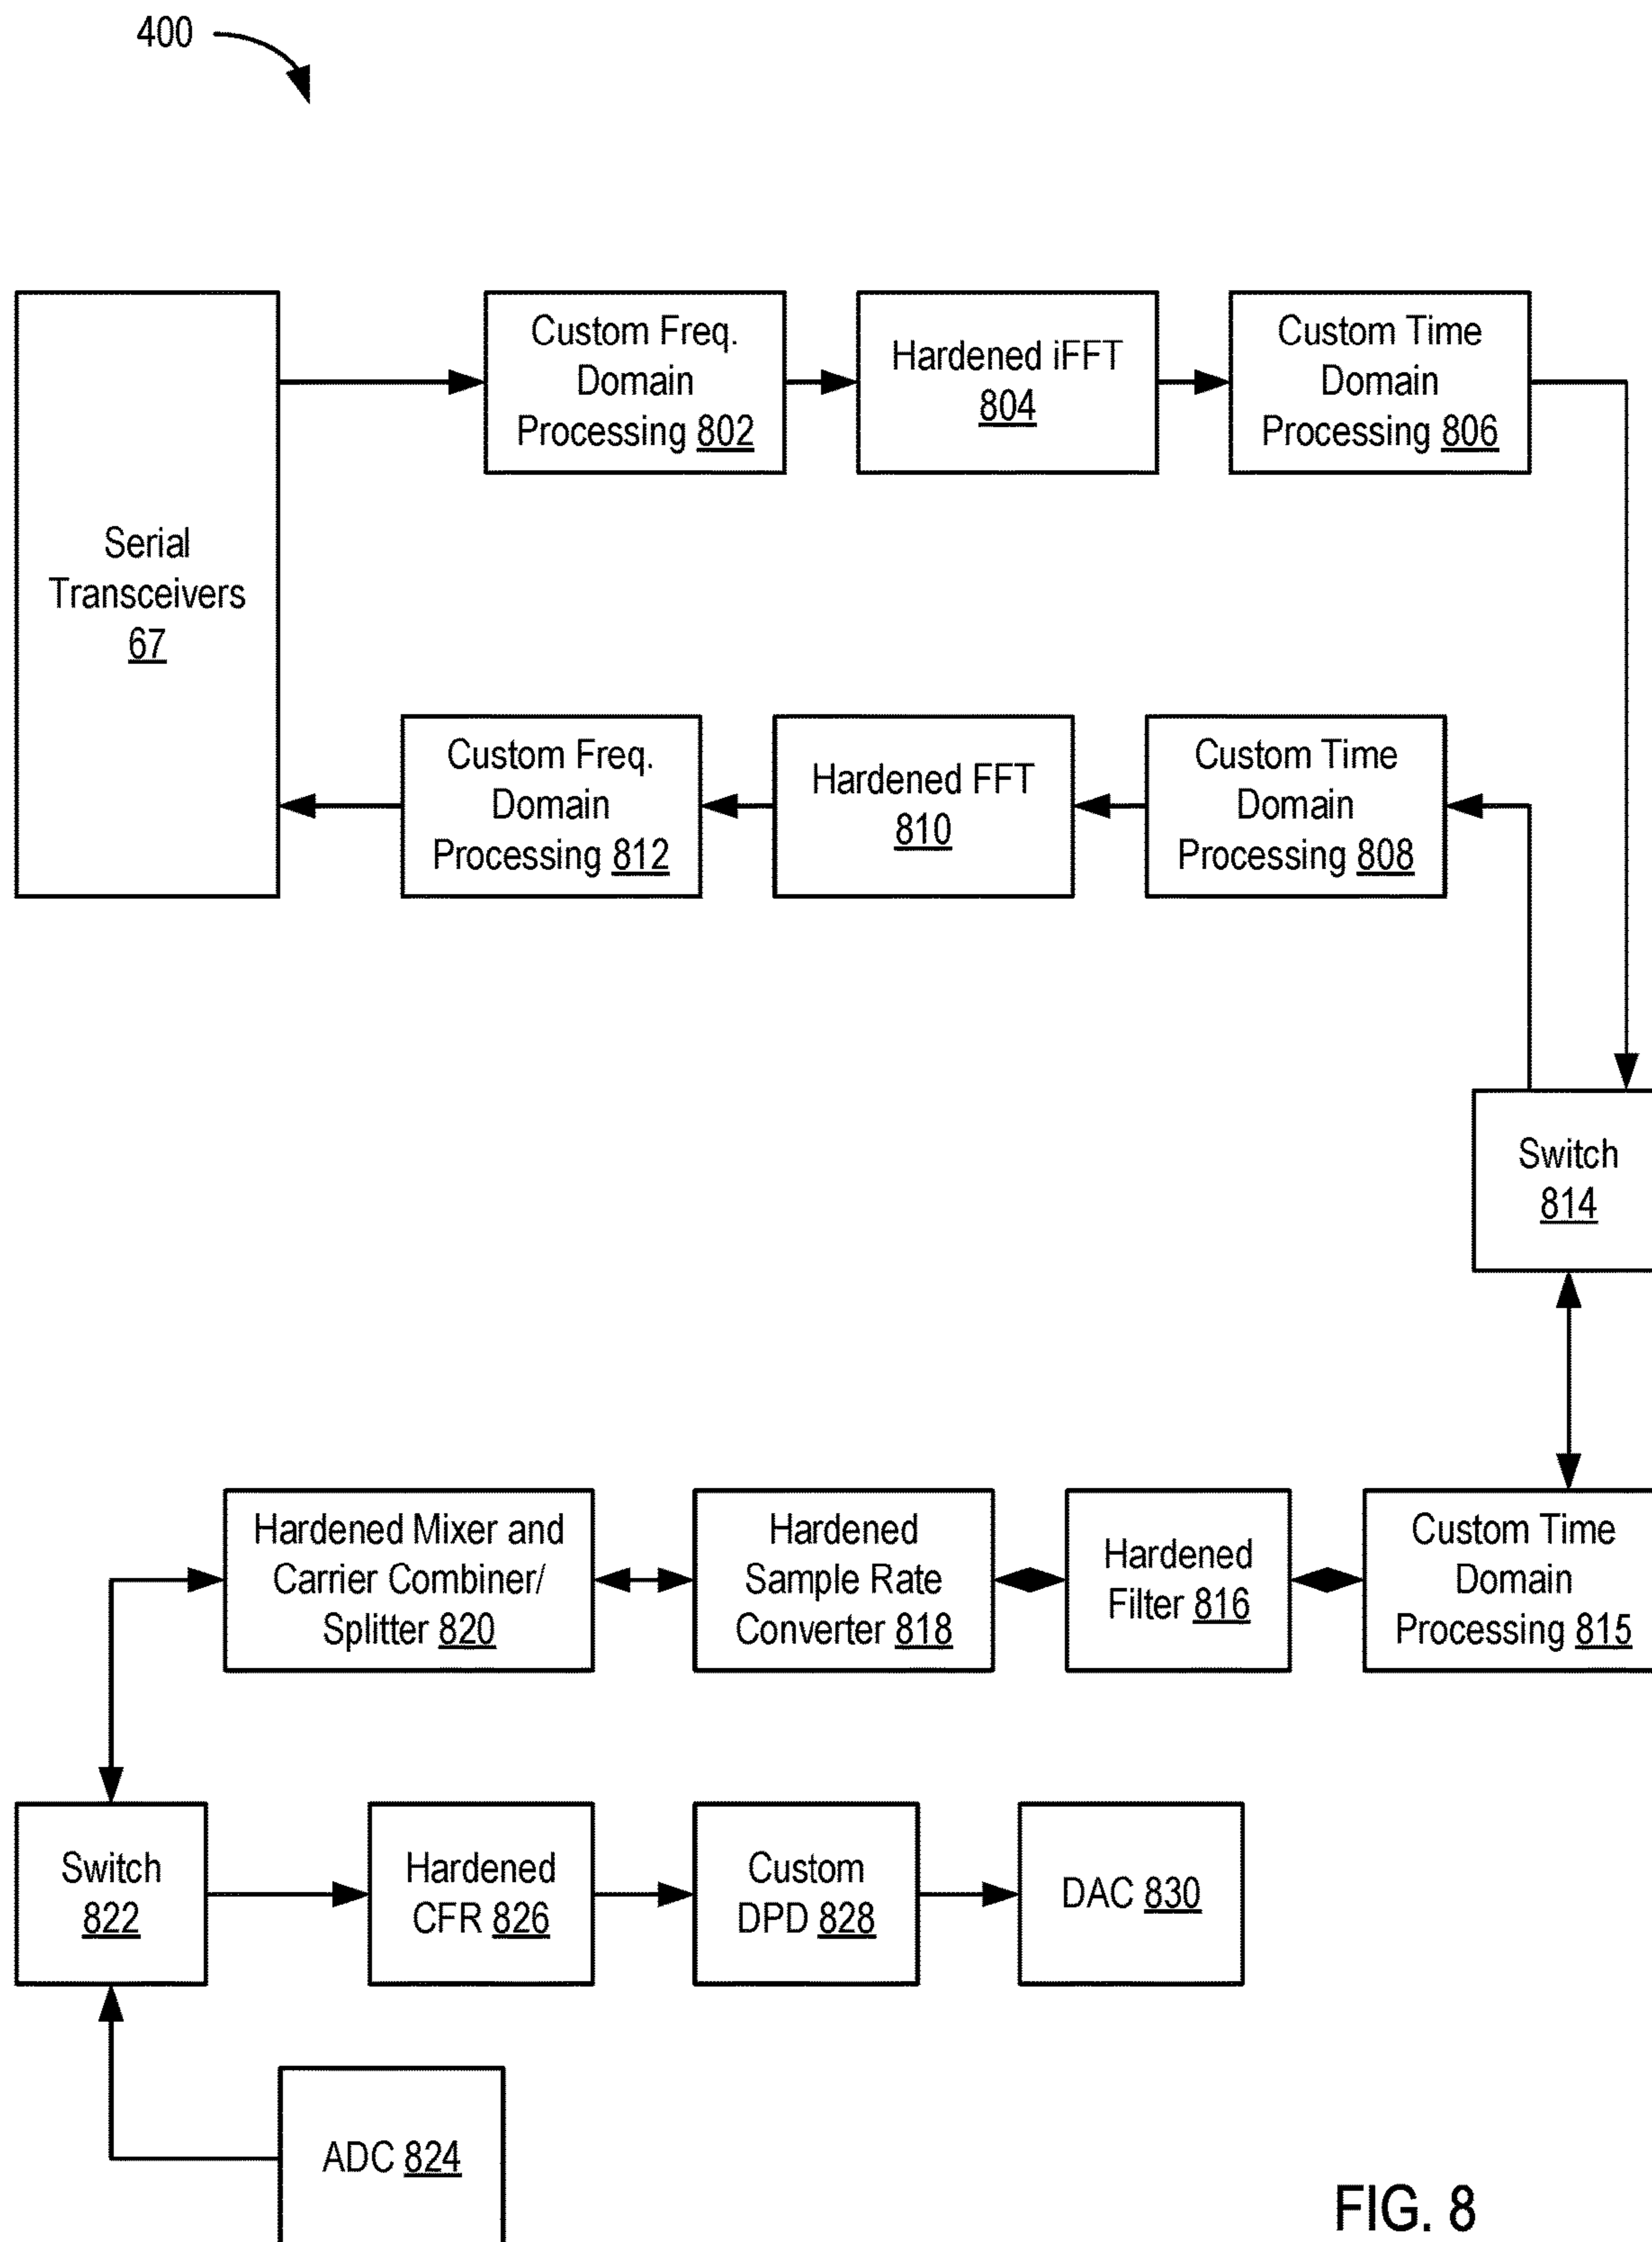 400
Custom Freq.
Domain
Processing 802
Hardened iFFT
804
Custom Time
Domain
Processing 806
Serial
Transceivers
67
Custom Freq.
Domain
Processing 812
Hardened FFT
810
Custom Time
Domain
Processing 808
Switch
814
Hardened Mixer and
Carrier Combiner/
Splitter 820
Hardened
Sample Rate
Converter 818
Hardened
Filter 816
Custom Time
Domain
Processing 815
Switch
822
Hardened
CFR 826
Custom
DPD 828
DAC 830
ADC 824
FIG. 8